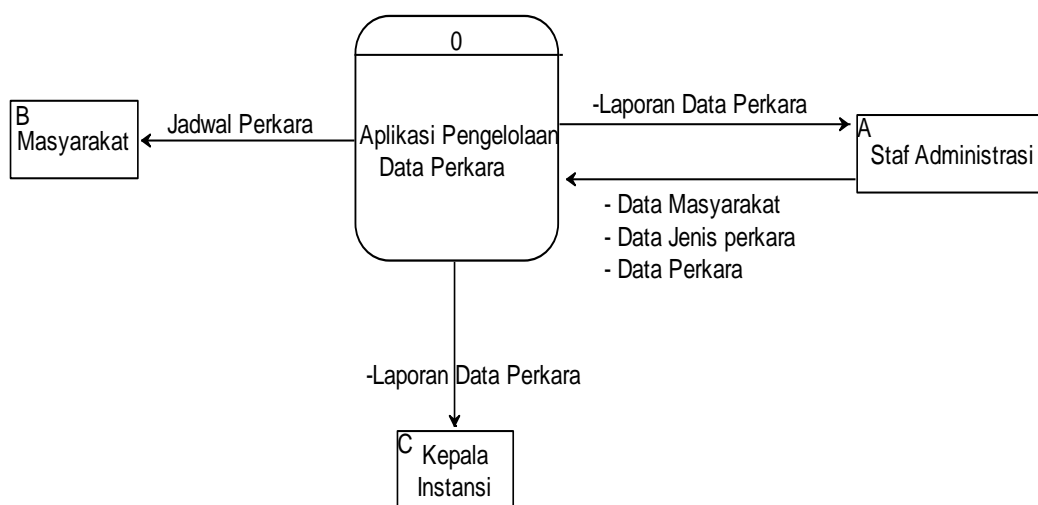 0
Aplikasi Pengelolaan
Data Perkara
B
Masyarakat
Jadwal Perkara
-Laporan Data Perkara
A
Staf Administrasi
- Data Masyarakat
- Data Jenis perkara
- Data Perkara
-Laporan Data Perkara
C
Kepala
Instansi